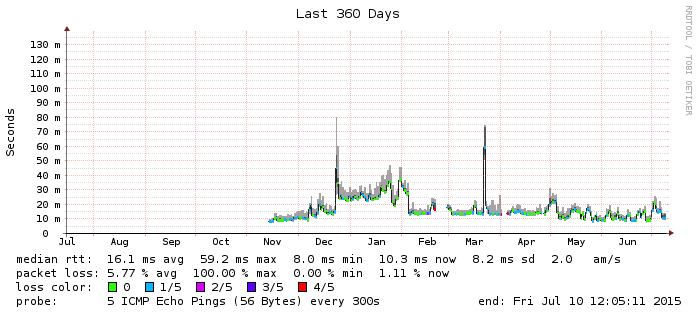 Last 360 Days
RRDTOOL / TOBI OETIKER
Seconds
130 m
120 m
110 m
100 m
90 m
80 m
70 m
60 m
50 m
40 m
30 m
20 m
10 m
0
Jul Aug Sep Oct Nov Dec Jan Feb Mar Apr May Jun
median rtt: 16.1 ms avg 59.2 ms max 8.0 ms min 10.3 ms now 8.2 ms sd 2.0 am/s
packet loss: 5.77 % avg 100.00 % max 0.00 % min 1.11 % now
loss color: 0 1/5 2/5 3/5 4/5
probe: 5 ICMP Echo Pings (56 Bytes) every 300s end: Fri Jul 10 12:05:11 2015